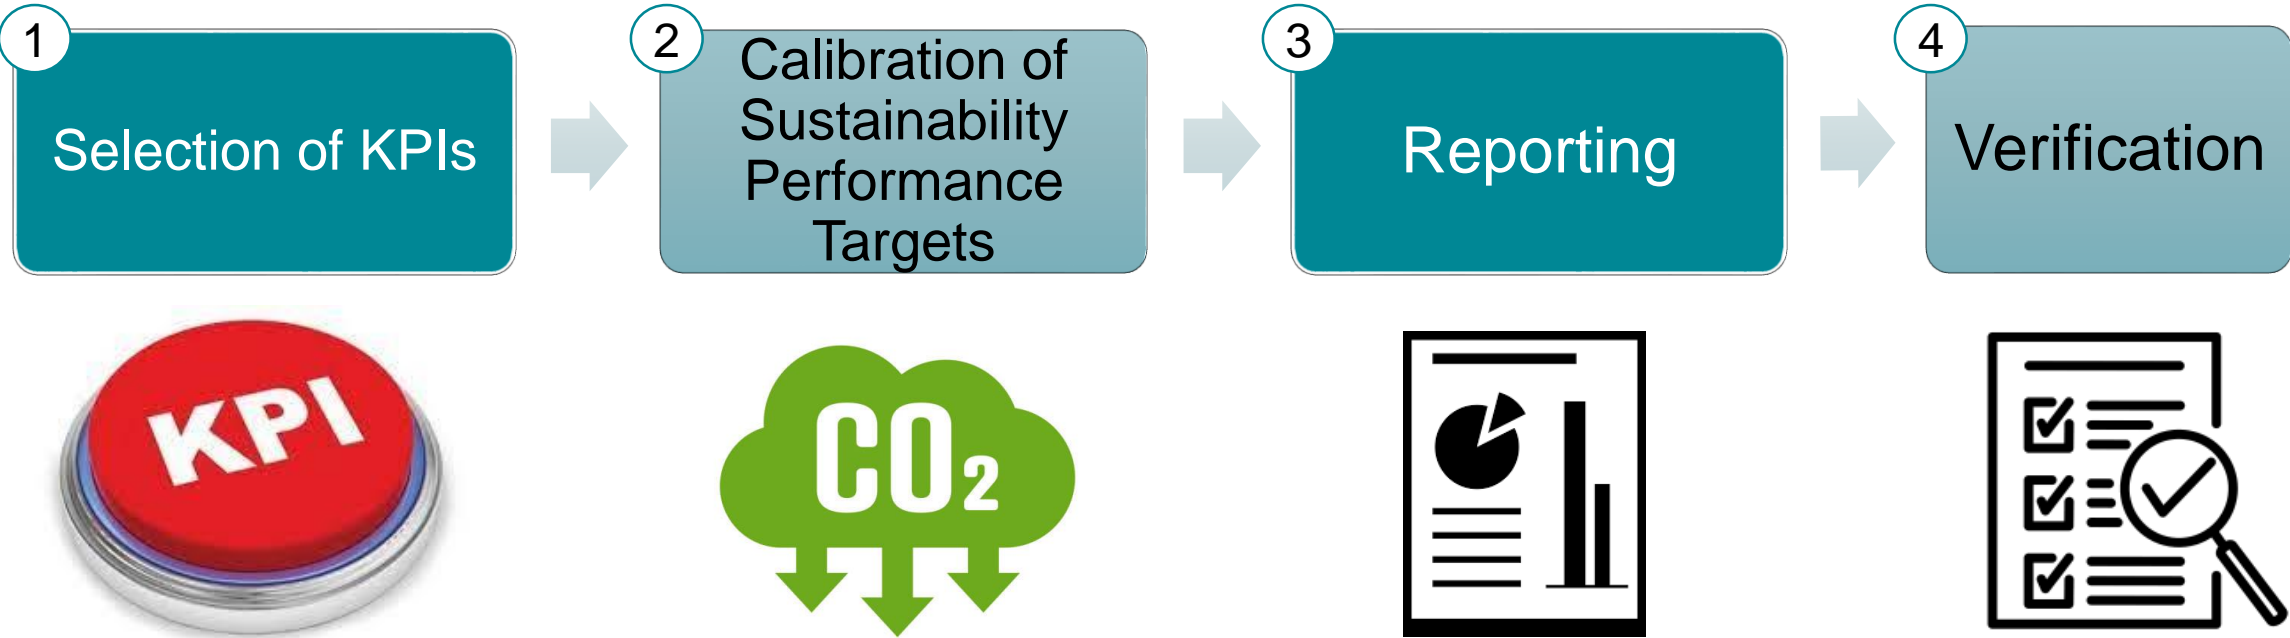 1
Selection of KPIs
2
Calibration of
Sustainability
Performance
Targets
3
Reporting
4
Verification
KPI
CO₂